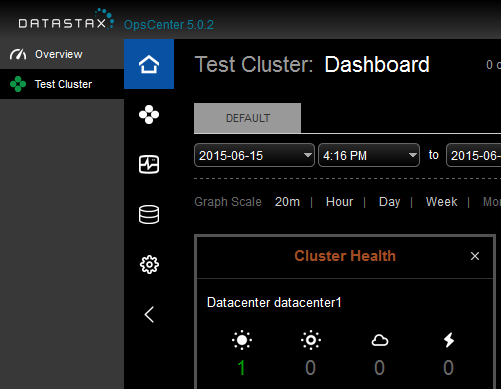 DATASTAX OpsCenter 5.0.2
Overview
Test Cluster
Test Cluster: Dashboard 0
DEFAULT
2015-06-15 4:16 PM to 2015-06-
Graph Scale 20m | Hour | Day | Week |
Cluster Health ×
Datacenter datacenter1
1 0 0 0